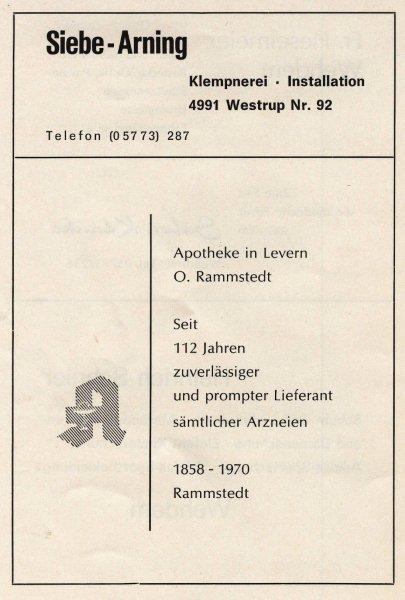 Siebe-Arning
Klempnerei · Installation
4991 Westrup Nr. 92
Telefon (05773) 287
Apotheke in Levern
O. Rammstedt
Seit
112 Jahren
zuverlässiger
und prompter Lieferant
sämtlicher Arzneien
1858 - 1970
Rammstedt